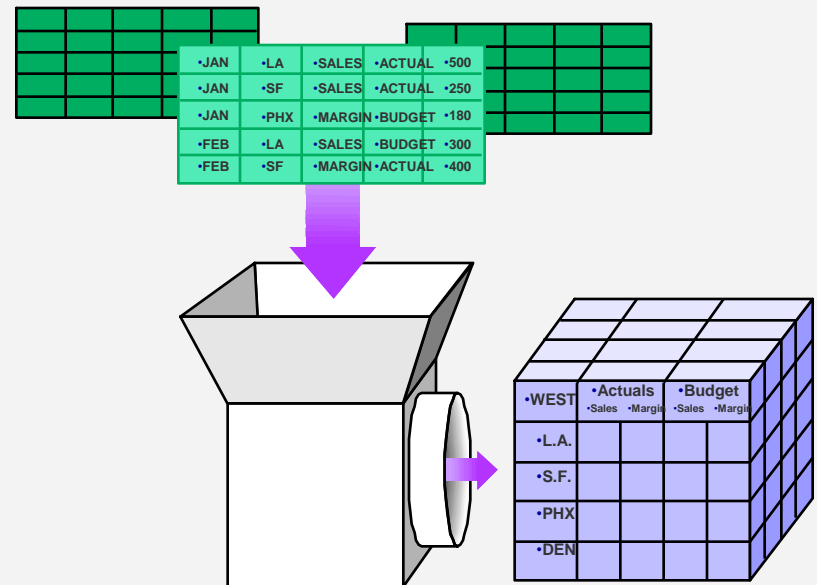 •JAN •LA •SALES •ACTUAL •500
•JAN •SF •SALES •ACTUAL •250
•JAN •PHX •MARGIN •BUDGET •180
•FEB •LA •SALES •BUDGET •300
•FEB •SF •MARGIN •ACTUAL •400
•WEST •Actuals •Budget
•Sales •Margin •Sales •Margin
•L.A.
•S.F.
•PHX
•DEN